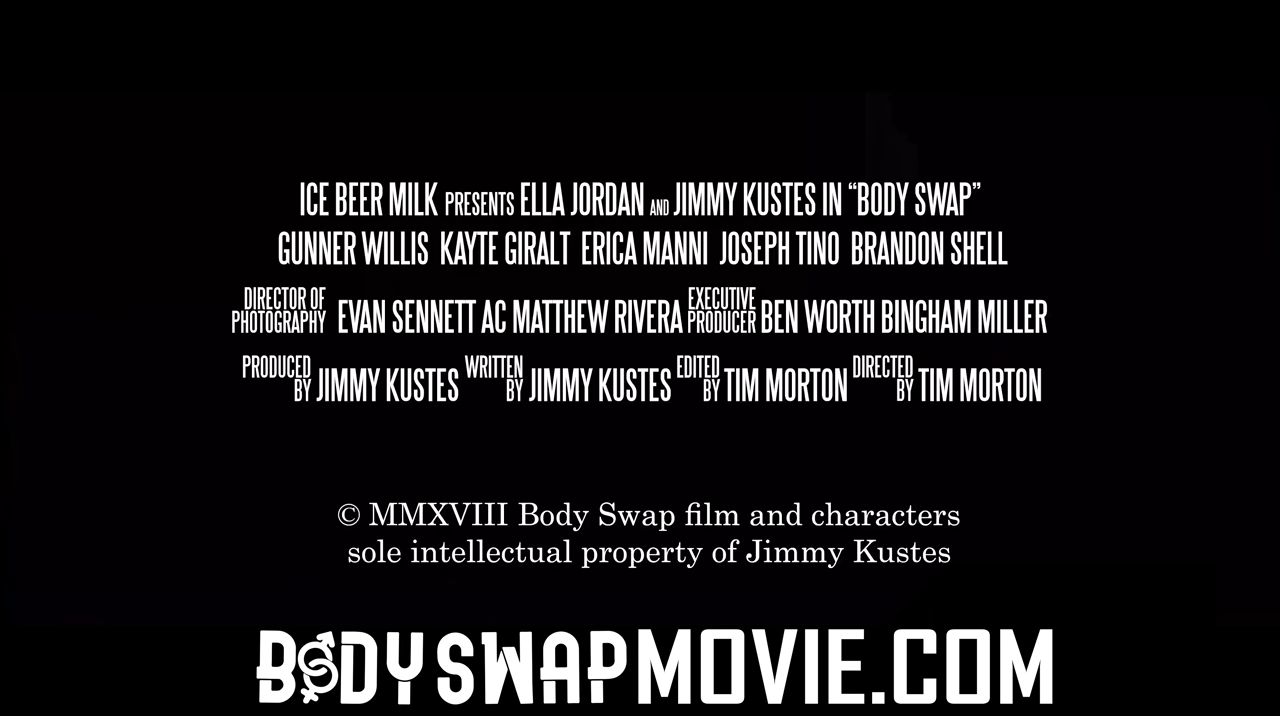 ICE BEER MILK PRESENTS ELLA JORDAN AND JIMMY KUSTES IN “BODY SWAP”
GUNNER WILLIS KAYTE GIRALT ERICA MANNI JOSEPH TINO BRANDON SHELL
DIRECTOR OF PHOTOGRAPHY EVAN SENNETT AC MATTHEW RIVERA EXECUTIVE PRODUCER BEN WORTH BINGHAM MILLER
PRODUCED BY JIMMY KUSTES WRITTEN BY JIMMY KUSTES EDITED BY TIM MORTON DIRECTED BY TIM MORTON
© MMXVIII Body Swap film and characters
sole intellectual property of Jimmy Kustes
BODYSWAPMOVIE.COM